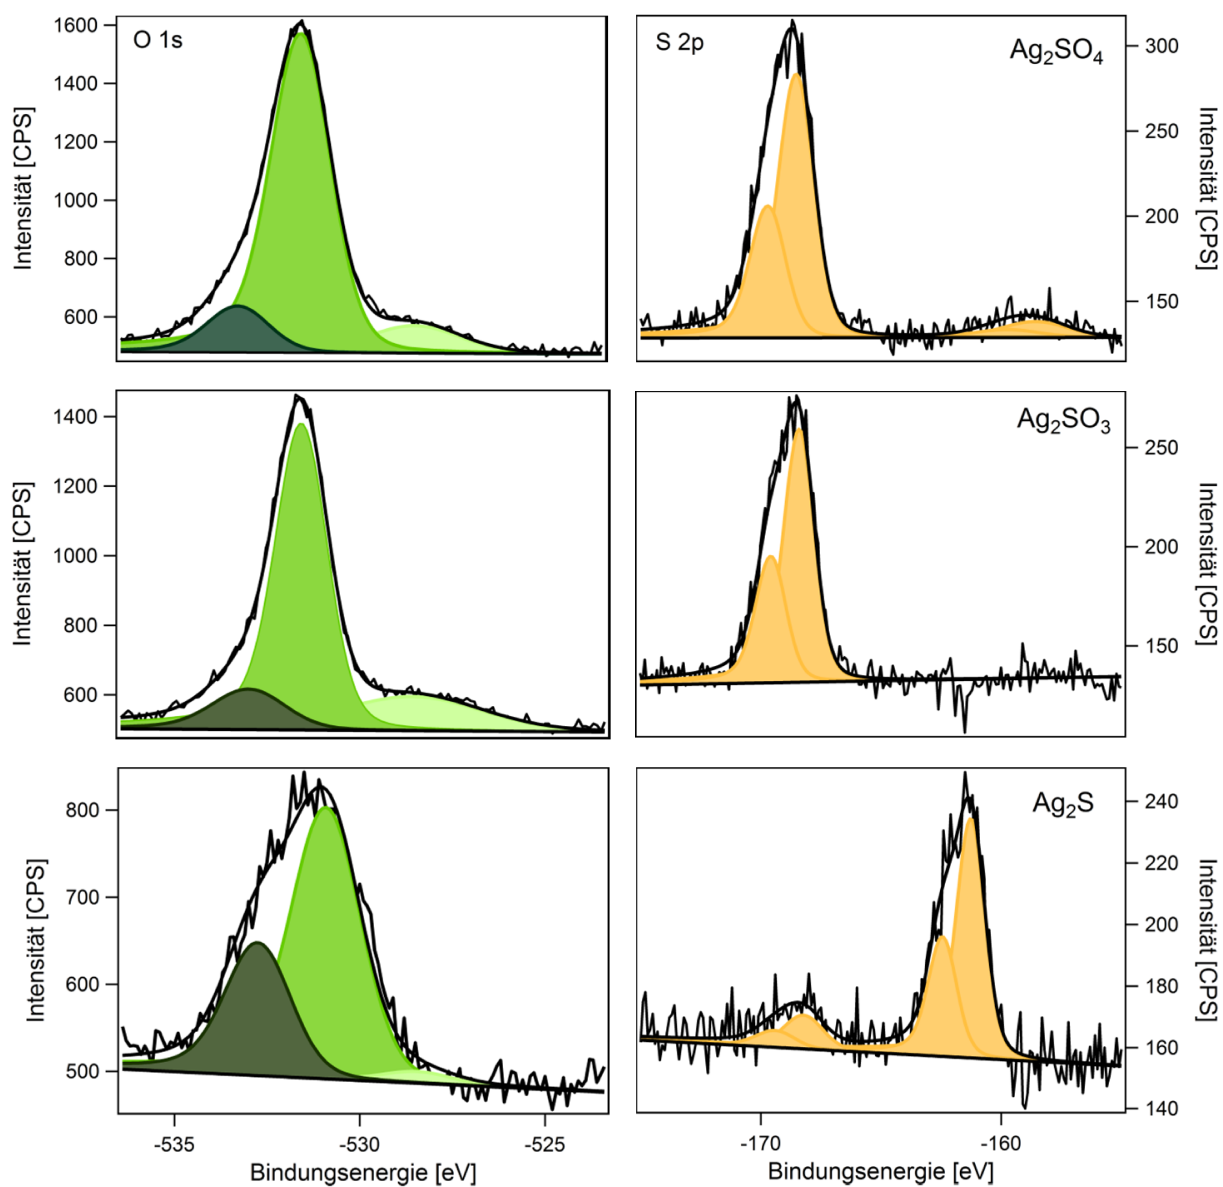 O 1s
1600
1400
1200
1000
800
600
Intensität [CPS]
S 2p
Ag₂SO₄
300
250
200
150
Intensität [CPS]
1400
1200
1000
800
600
Intensität [CPS]
Ag₂SO₃
250
200
150
Intensität [CPS]
800
700
600
500
Intensität [CPS]
-535
-530
-525
Bindungsenergie [eV]
Ag₂S
240
220
200
180
160
140
Intensität [CPS]
-170
-160
Bindungsenergie [eV]